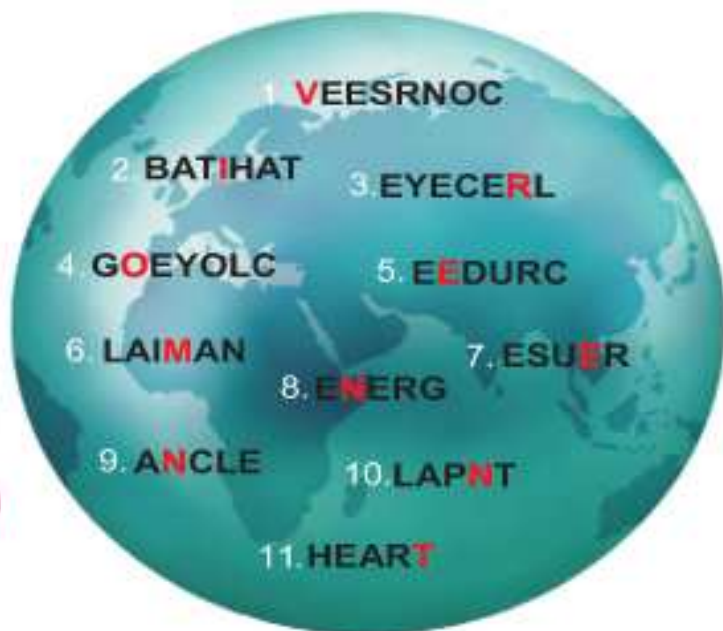 1. VEESRNOC
2. BATIHAT
3. EYECERL
4. GOEYOLC
5. EEDURC
6. LAIMAN
7. ESUER
8. ENERG
9. ANCLE
10. LAPNT
11. HEART